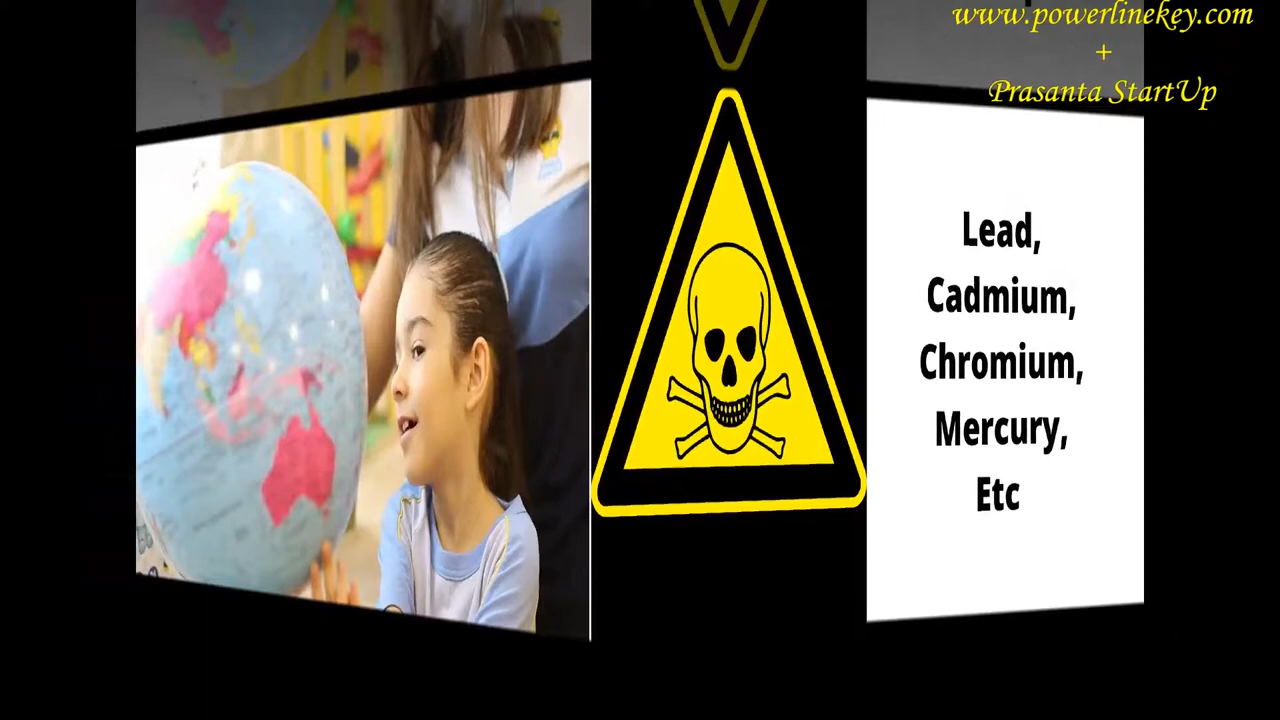 www.powerlinekey.com
+
Prasanta StartUp
Lead,
Cadmium,
Chromium,
Mercury,
Etc